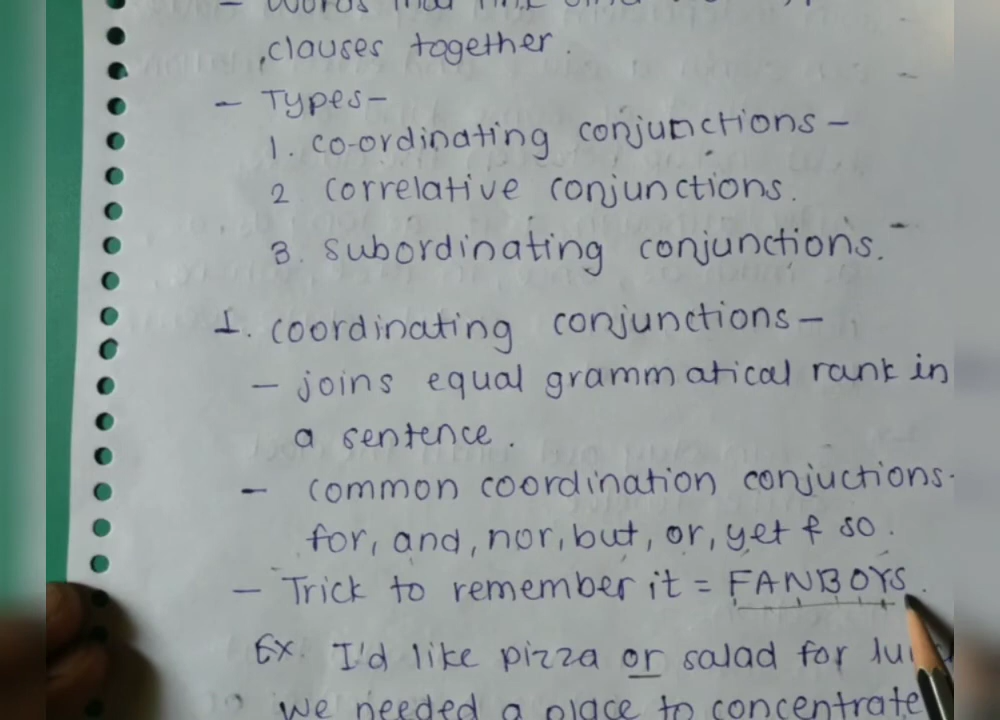 - Words that
,clauses together.
- Types-
1. co-ordinating conjunctions -
2 correlative conjunctions.
3. subordinating conjunctions.
1. coordinating conjunctions -
- joins equal grammatical rank in
a sentence.
- common coordination conjuctions-
for, and, nor, but, or, yet & so.
- Trick to remember it = FANBOYS.
Ex. I'd like pizza or salad for
We needed a place to concentrate